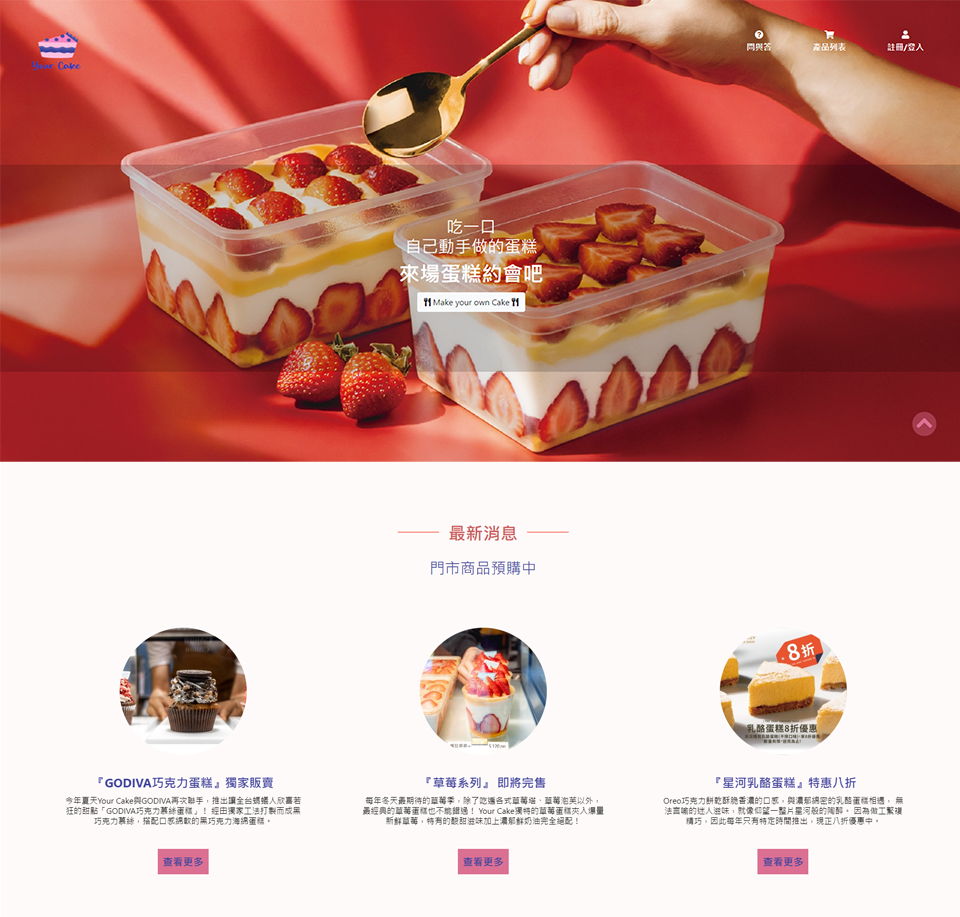 Your Cake
問與答
產品列表
註冊/登入
吃一口
自己動手做的蛋糕
來場蛋糕約會吧
Make your own Cake
最新消息
門市商品預購中
8折
乳酪蛋糕8折優惠
『GODIVA巧克力蛋糕』獨家販賣
『草莓系列』 即將完售
『星河乳酪蛋糕』特惠八折
今年夏天Your Cake與GODIVA再次聯手，推出讓全台螞蟻人欣喜若
狂的甜點「GODIVA巧克力慕絲蛋糕」！ 經由獨家工法打製而成黑
巧克力慕絲，搭配口感綿軟的黑巧克力海綿蛋糕。
每年冬天最期待的草莓季，除了吃遍各式草莓塔、草莓泡芙以外，
最經典的草莓蛋糕也不能錯過！ Your Cake獨特的草莓蛋糕夾入爆量
新鮮草莓，特有的酸甜滋味加上濃郁鮮奶油完全絕配！
Oreo巧克力餅乾酥脆香濃的口感，與濃郁綿密的乳酪蛋糕相遇， 無
法言喻的迷人滋味，就像仰望一整片星河般的陶醉。 因為做工繁複
精巧，因此每年只有特定時間推出，現正八折優惠中。
查看更多
查看更多
查看更多